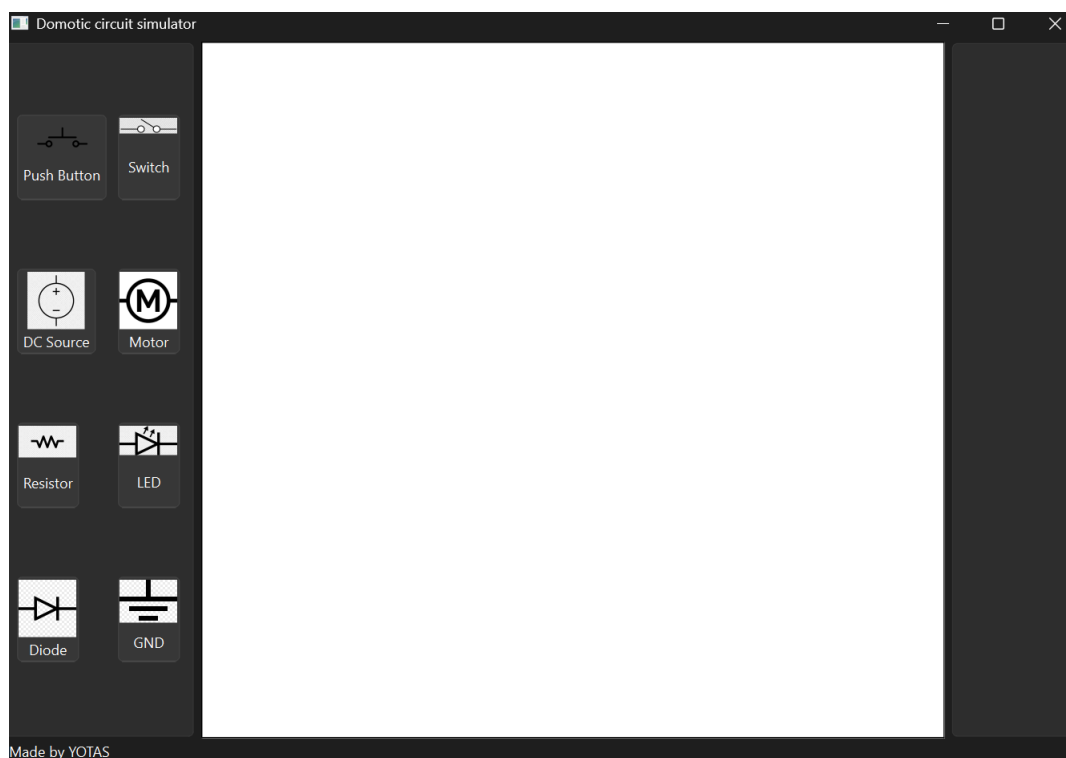 Domotic circuit simulator
Push Button
Switch
DC Source
M
Motor
Resistor
LED
Diode
GND
Made by YOTAS